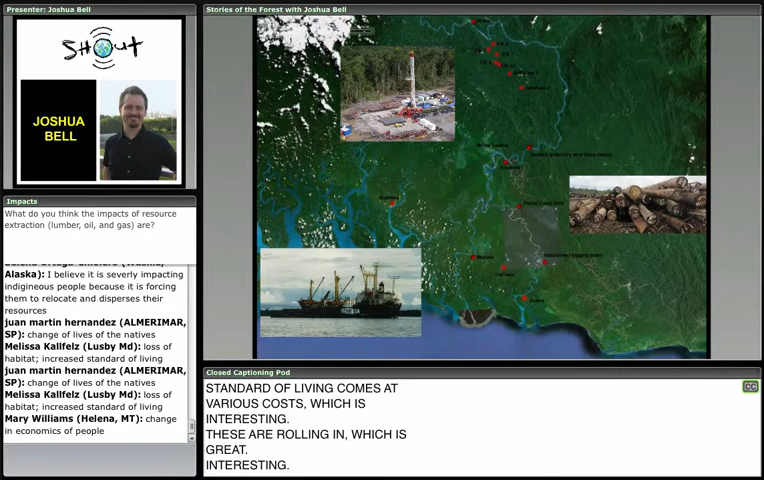 Presenter: Joshua Bell
SHOUT
JOSHUA
BELL
Impacts
What do you think the impacts of resource
extraction (lumber, oil, and gas) are?
Alaska): I believe it is severly impacting
indigineous people because it is forcing
them to relocate and disperses their
resources
juan martin hernandez (ALMERIMAR,
SP): change of lives of the natives
Melissa Kallfelz (Lusby Md): loss of
habitat; increased standard of living
juan martin hernandez (ALMERIMAR,
SP): change of lives of the natives
Melissa Kallfelz (Lusby Md): loss of
habitat; increased standard of living
Mary Williams (Helena, MT): change
in economics of people
Stories of the Forest with Joshua Bell
Closed Captioning Pod
CC
STANDARD OF LIVING COMES AT
VARIOUS COSTS, WHICH IS
INTERESTING.
THESE ARE ROLLING IN, WHICH IS
GREAT.
INTERESTING.